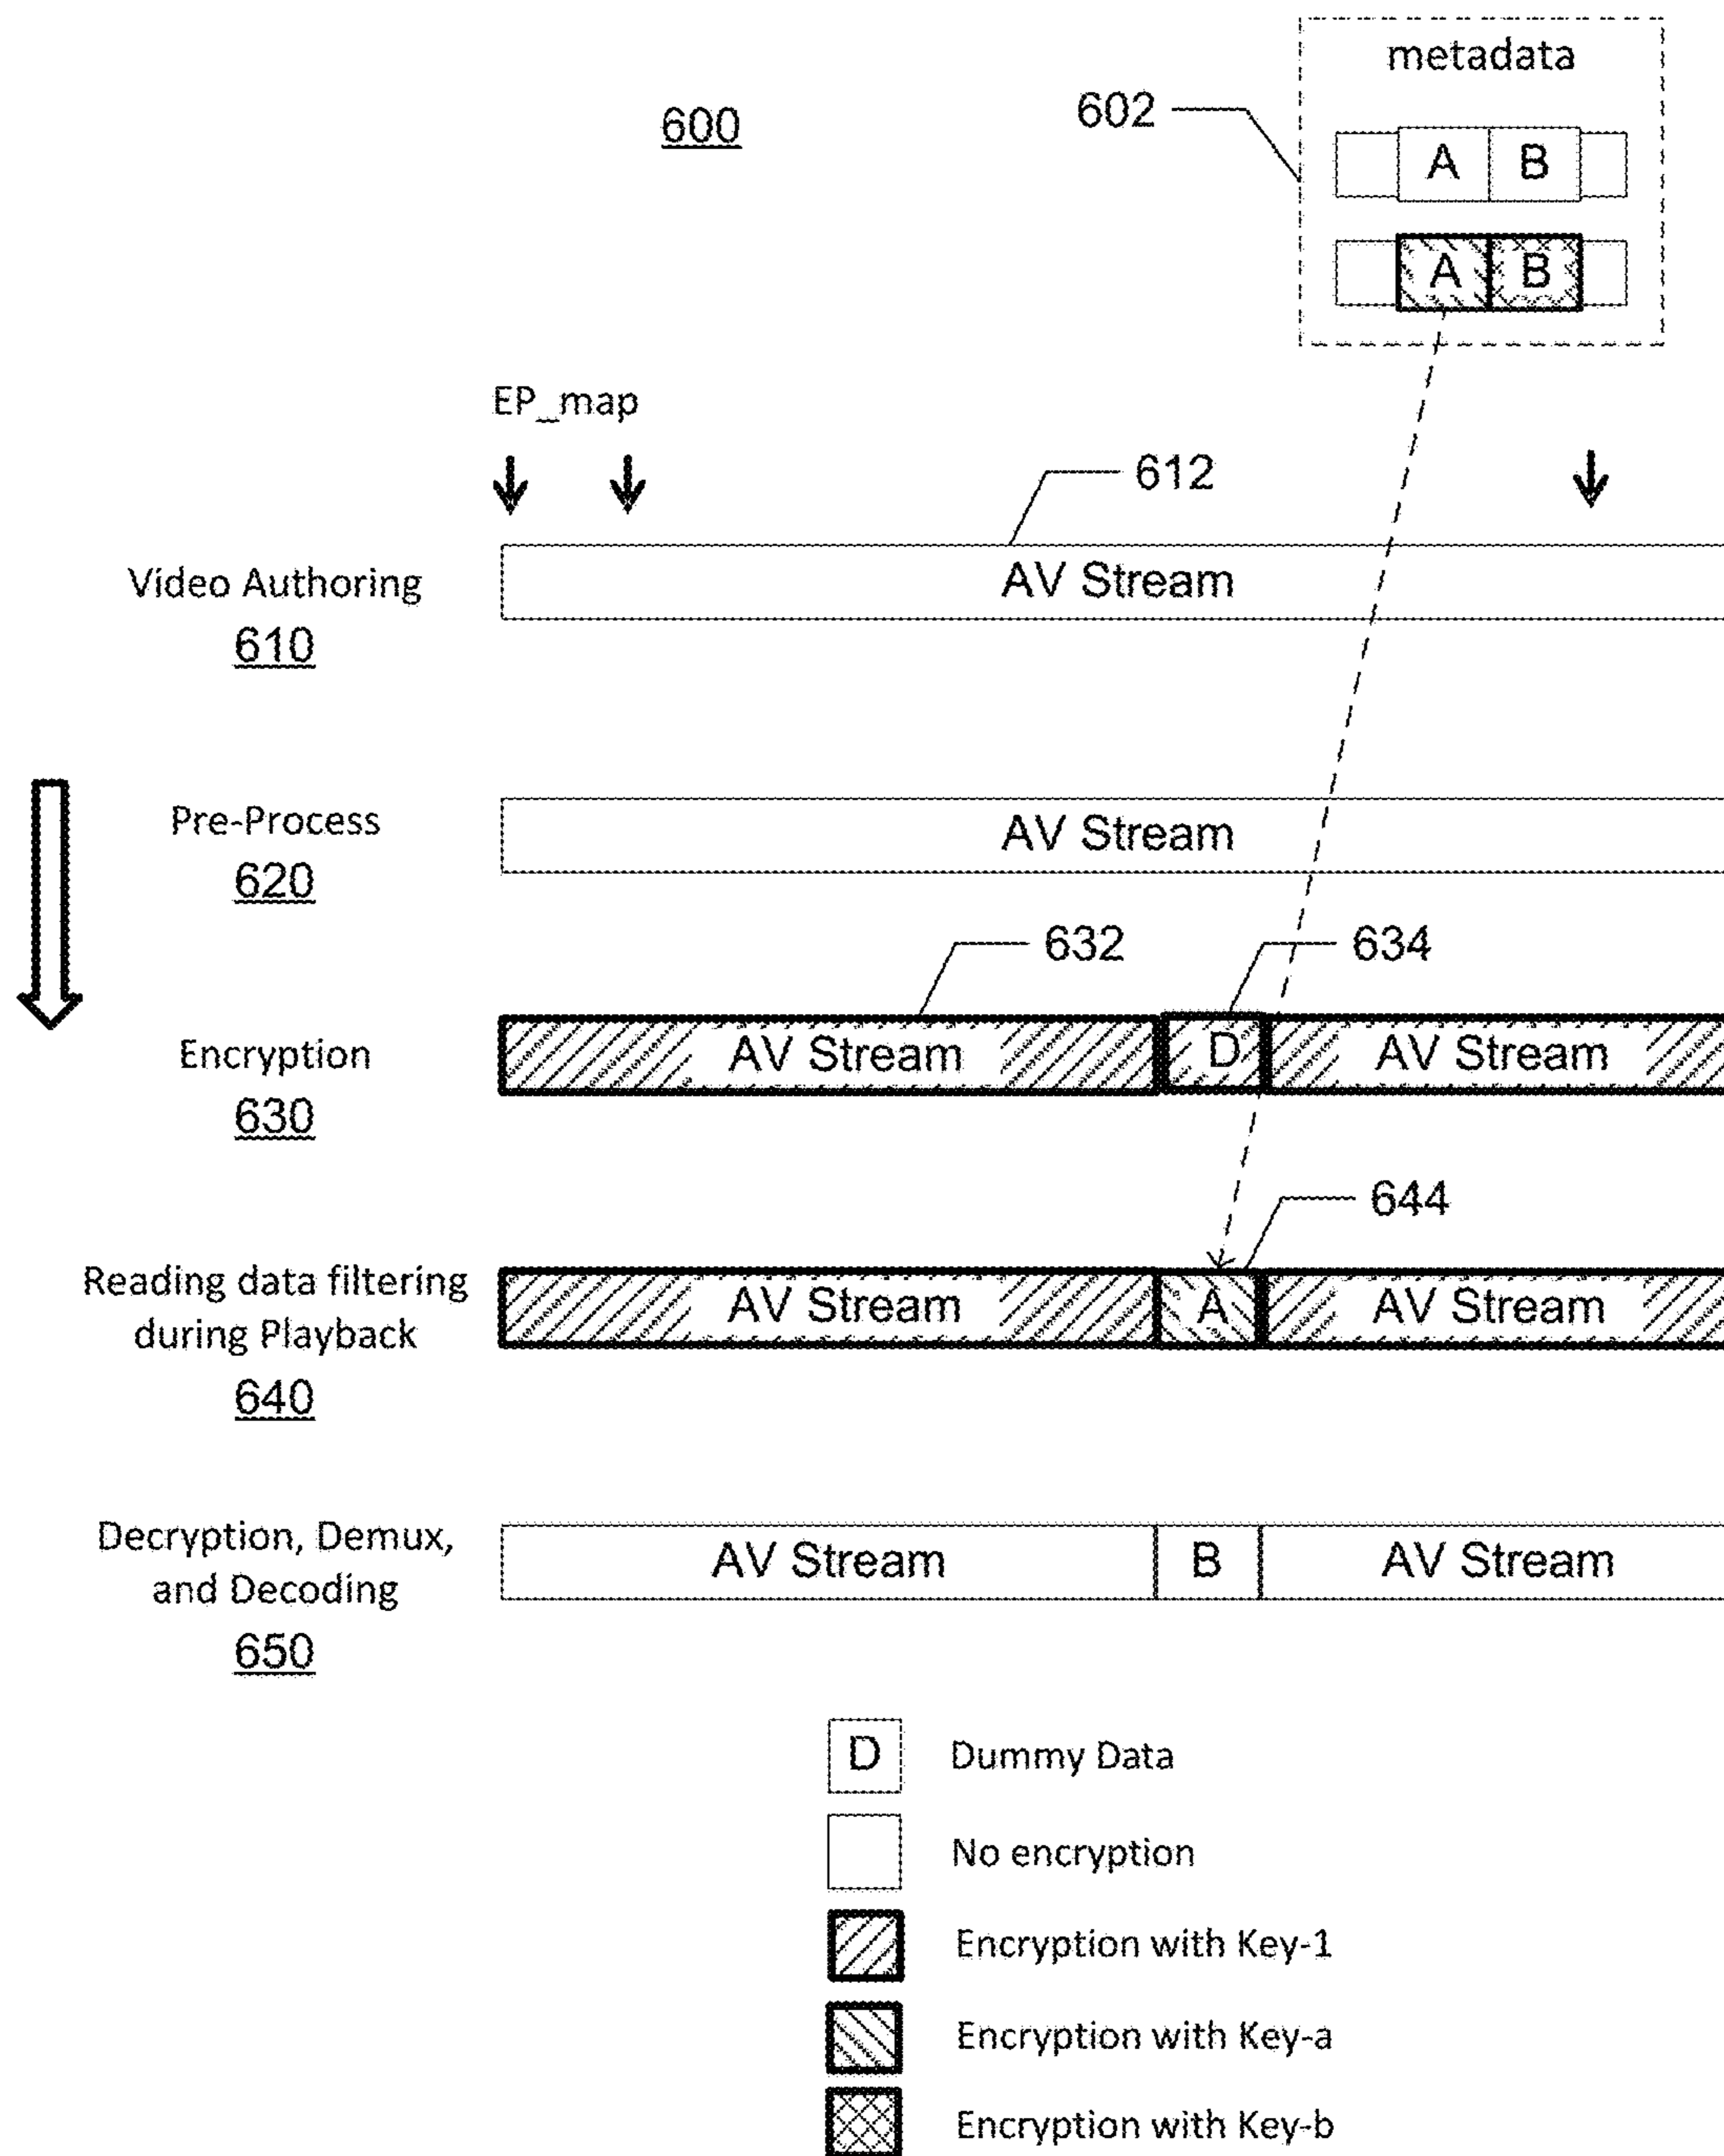 metadata
600
602
A B
A B
EP_map
612
Video Authoring
610
AV Stream
Pre-Process
620
AV Stream
632
634
Encryption
630
AV Stream D AV Stream
644
Reading data filtering
during Playback
640
AV Stream A AV Stream
Decryption, Demux,
and Decoding
650
AV Stream B AV Stream
D Dummy Data
No encryption
Encryption with Key-1
Encryption with Key-a
Encryption with Key-b